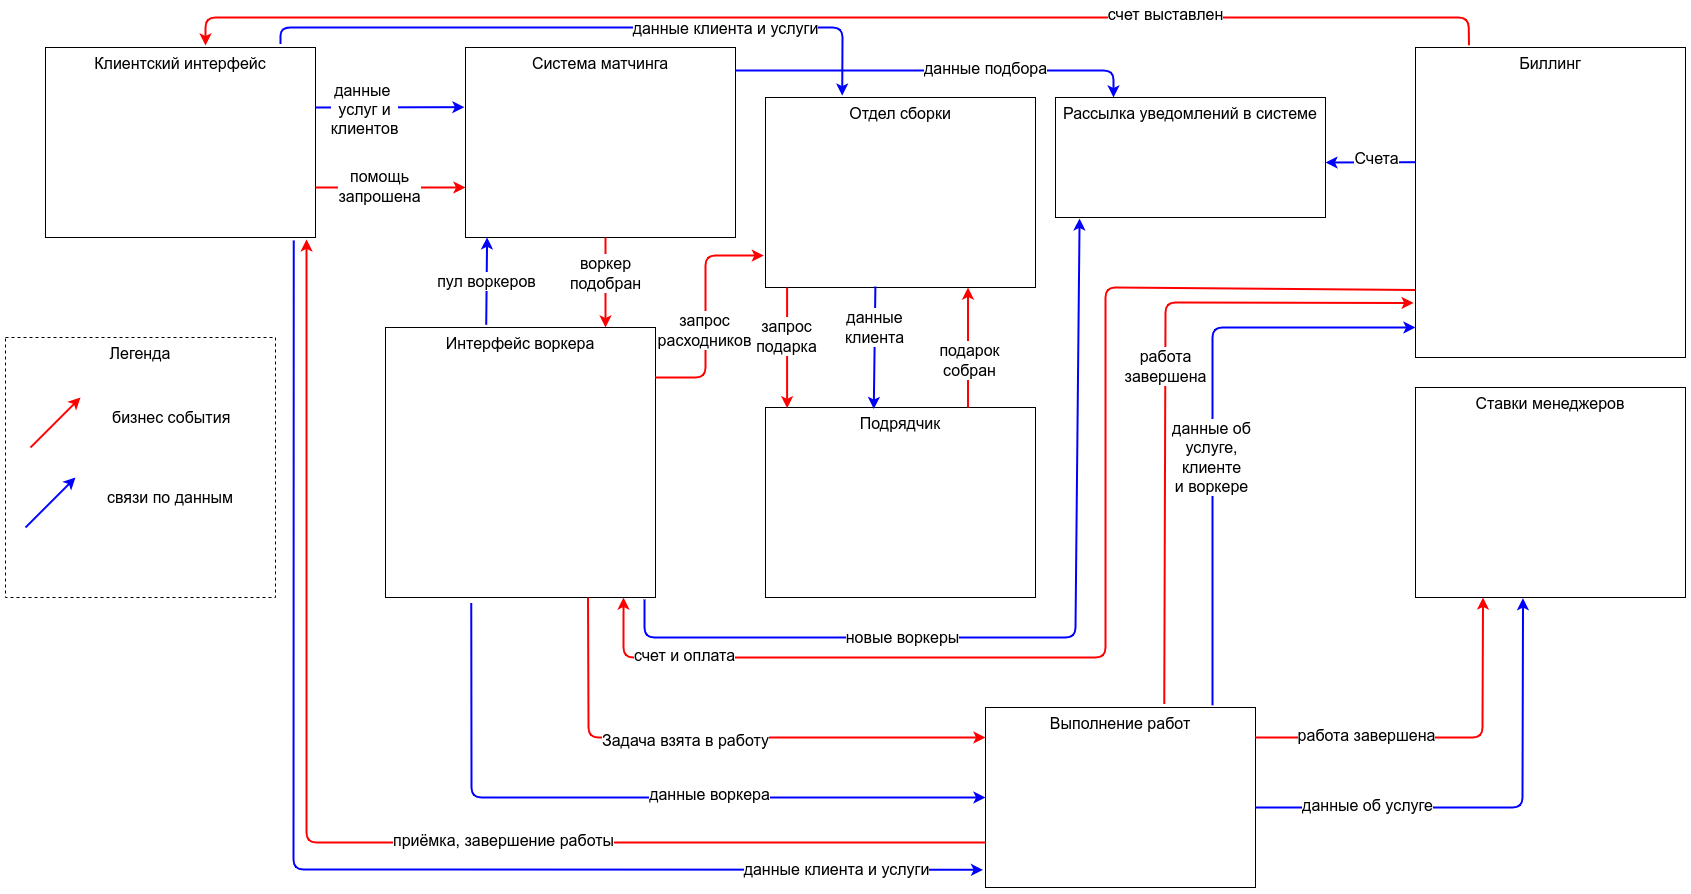 счет выставлен
данные клиента и услуги
Клиентский интерфейс
Система матчинга
Биллинг
данные подбора
данные
услуг и
клиентов
Отдел сборки
Рассылка уведомлений в системе
Счета
помощь
запрошена
пул воркеров
воркер
подобран
запрос
расходников
запрос
подарка
данные
клиента
подарок
собран
работа
завершена
Легенда
бизнес события
связи по данным
Интерфейс воркера
Подрядчик
данные об
услуге,
клиенте
и воркере
Ставки менеджеров
новые воркеры
счет и оплата
Выполнение работ
Задача взята в работу
работа завершена
данные воркера
данные об услуге
приёмка, завершение работы
данные клиента и услуги